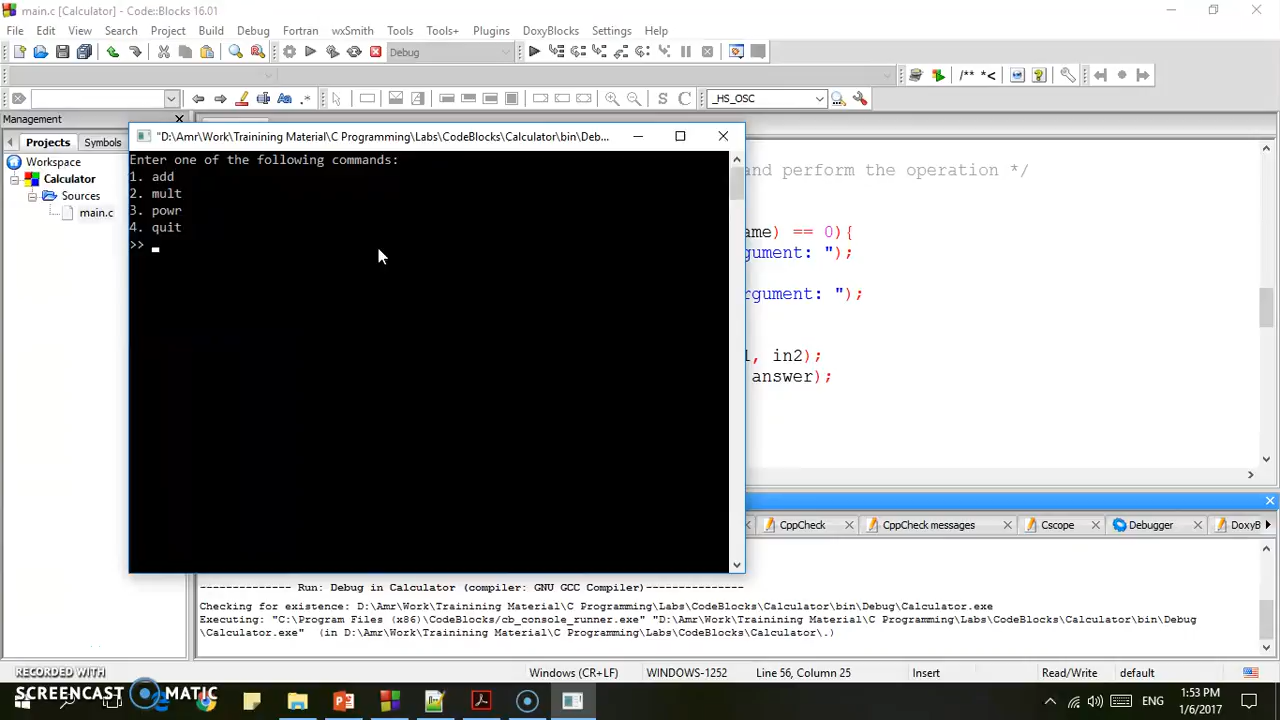 main.c [Calculator] - Code::Blocks 16.01
File Edit View Search Project Build Debug Fortran wxSmith Tools Tools+ Plugins DoxyBlocks Settings Help
Debug
/** *<
.* S C _HS_OSC
Management
Projects Symbols
Workspace
Calculator
Sources
main.c
"D:\Amr\Work\Trainining Material\C Programming\Labs\CodeBlocks\Calculator\bin\Deb...
Enter one of the following commands:
1. add
2. mult
3. powr
4. quit
>> _
and perform the operation */
ame) == 0){
gument: ");
rgument: ");
, in2);
answer);
CppCheck CppCheck messages Cscope Debugger DoxyB
-------------- Run: Debug in Calculator (compiler: GNU GCC Compiler)---------------
Checking for existence: D:\Amr\Work\Trainining Material\C Programming\Labs\CodeBlocks\Calculator\bin\Debug\Calculator.exe
Executing: "C:\Program Files (x86)\CodeBlocks/cb_console_runner.exe" "D:\Amr\Work\Trainining Material\C Programming\Labs\CodeBlocks\Calculator\bin\Debug
\Calculator.exe" (in D:\Amr\Work\Trainining Material\C Programming\Labs\CodeBlocks\Calculator\.)
Windows (CR+LF) WINDOWS-1252 Line 56, Column 25 Insert Read/Write default
RECORDED WITH
SCREENCAST MATIC
ENG
1:53 PM
1/6/2017